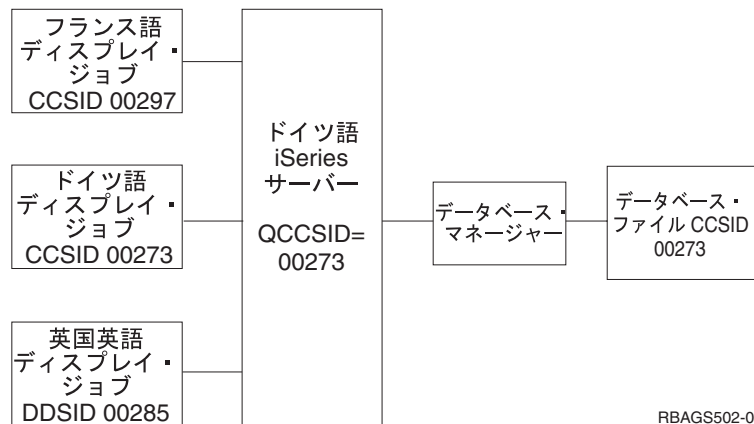 フランス語
ディスプレイ・
ジョブ
CCSID 00297
ドイツ語
ディスプレイ・
ジョブ
CCSID 00273
英国英語
ディスプレイ・
ジョブ
DDSID 00285
ドイツ語
iSeries
サーバー
QCCSID=
00273
データベース・
マネージャー
データベース・
ファイル CCSID
00273
RBAGS502-0